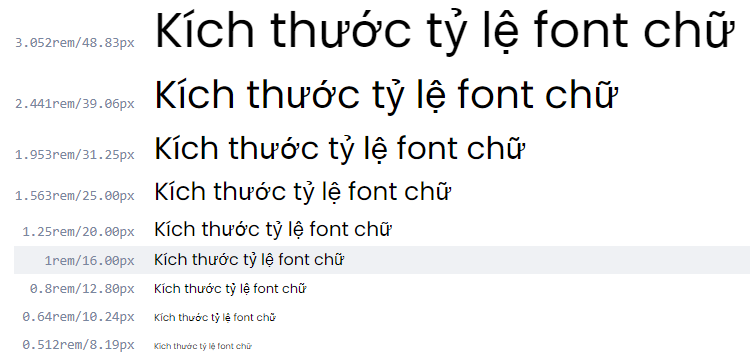 3.052rem/48.83px Kích thước tỷ lệ font chữ
2.441rem/39.06px Kích thước tỷ lệ font chữ
1.953rem/31.25px Kích thước tỷ lệ font chữ
1.563rem/25.00px Kích thước tỷ lệ font chữ
1.25rem/20.00px Kích thước tỷ lệ font chữ
1rem/16.00px Kích thước tỷ lệ font chữ
0.8rem/12.80px Kích thước tỷ lệ font chữ
0.64rem/10.24px Kích thước tỷ lệ font chữ
0.512rem/8.19px Kích thước tỷ lệ font chữ